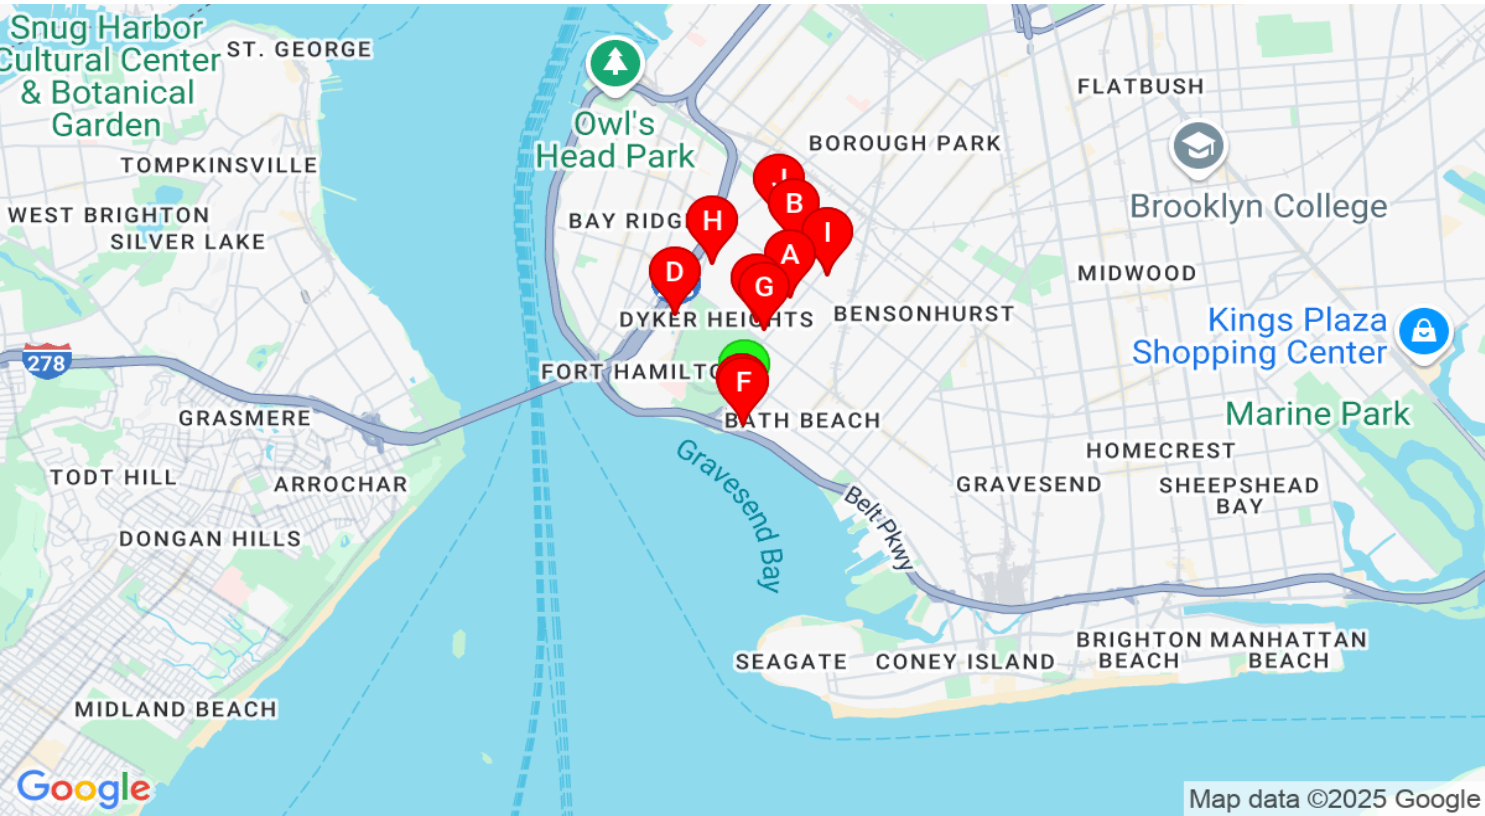 Snug Harbor
Cultural Center
& Botanical
Garden
ST. GEORGE
TOMPKINSVILLE
WEST BRIGHTON
SILVER LAKE
Owl's
Head Park
BOROUGH PARK
FLATBUSH
Brooklyn College
BAY RIDG
J
B
H
I
A
D
G
F
DYKER HEIGHTS
BENSONHURST
MIDWOOD
Kings Plaza
Shopping Center
278
FORT HAMILTO
BATH BEACH
GRASMERE
Marine Park
TODT HILL
ARROCHAR
HOMECREST
GRAVESEND
SHEEPSHEAD
BAY
Gravesend Bay
Belt Pkwy
DONGAN HILLS
SEAGATE
CONEY ISLAND
BRIGHTON
BEACH
MANHATTAN
BEACH
MIDLAND BEACH
Google
Map data ©2025 Google